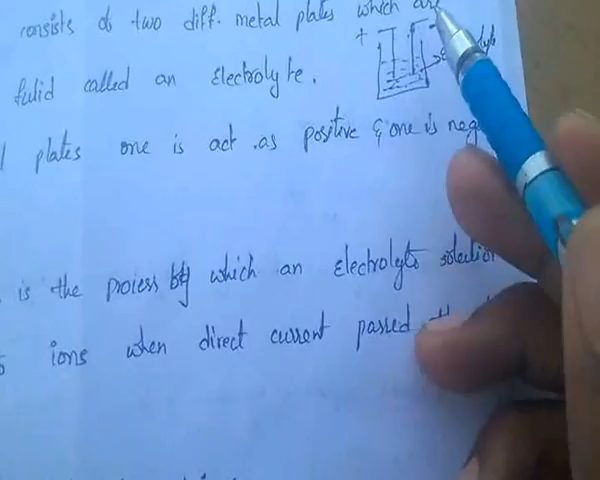 consists of two diff. metal plates which are
+
fulid called an Electrolyte.
plates one is act .as positive & one is neg
is the process by which an Electrolyte solution
ions when direct current passed